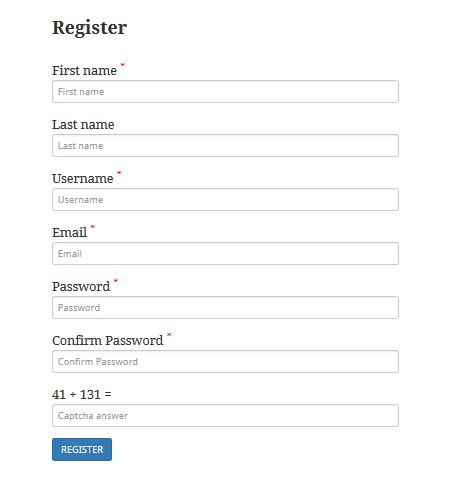 Register
First name *
First name
Last name
Last name
Username *
Username
Email *
Email
Password *
Password
Confirm Password *
Confirm Password
41 + 131 =
Captcha answer
REGISTER